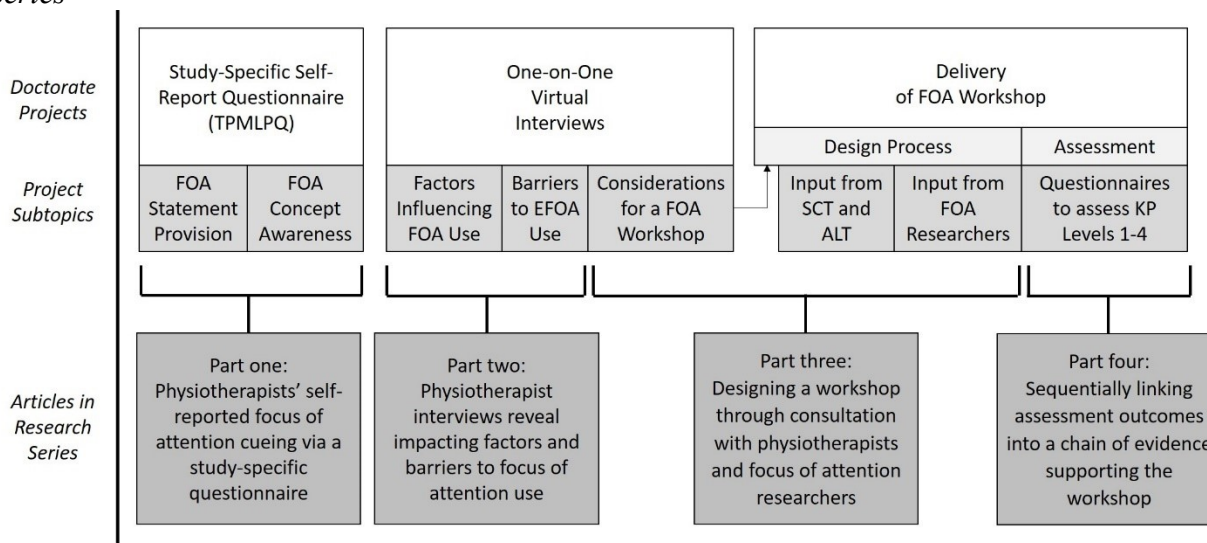 series
Doctorate
Projects
Study-Specific Self-
Report Questionnaire
(TPMLPQ)
One-on-One
Virtual
Interviews
Delivery
of FOA Workshop
Design Process
Assessment
Project
Subtopics
FOA
Statement
Provision
FOA
Concept
Awareness
Factors
Influencing
FOA Use
Barriers
to EFOA
Use
Considerations
for a FOA
Workshop
Input from
SCT and
ALT
Input from
FOA
Researchers
Questionnaires
to assess KP
Levels 1-4
Articles in
Research
Series
Part one:
Physiotherapists’ self-
reported focus of
attention cueing via a
study-specific
questionnaire
Part two:
Physiotherapist
interviews reveal
impacting factors and
barriers to focus of
attention use
Part three:
Designing a workshop
through consultation
with physiotherapists
and focus of attention
researchers
Part four:
Sequentially linking
assessment outcomes
into a chain of evidence
supporting the
workshop